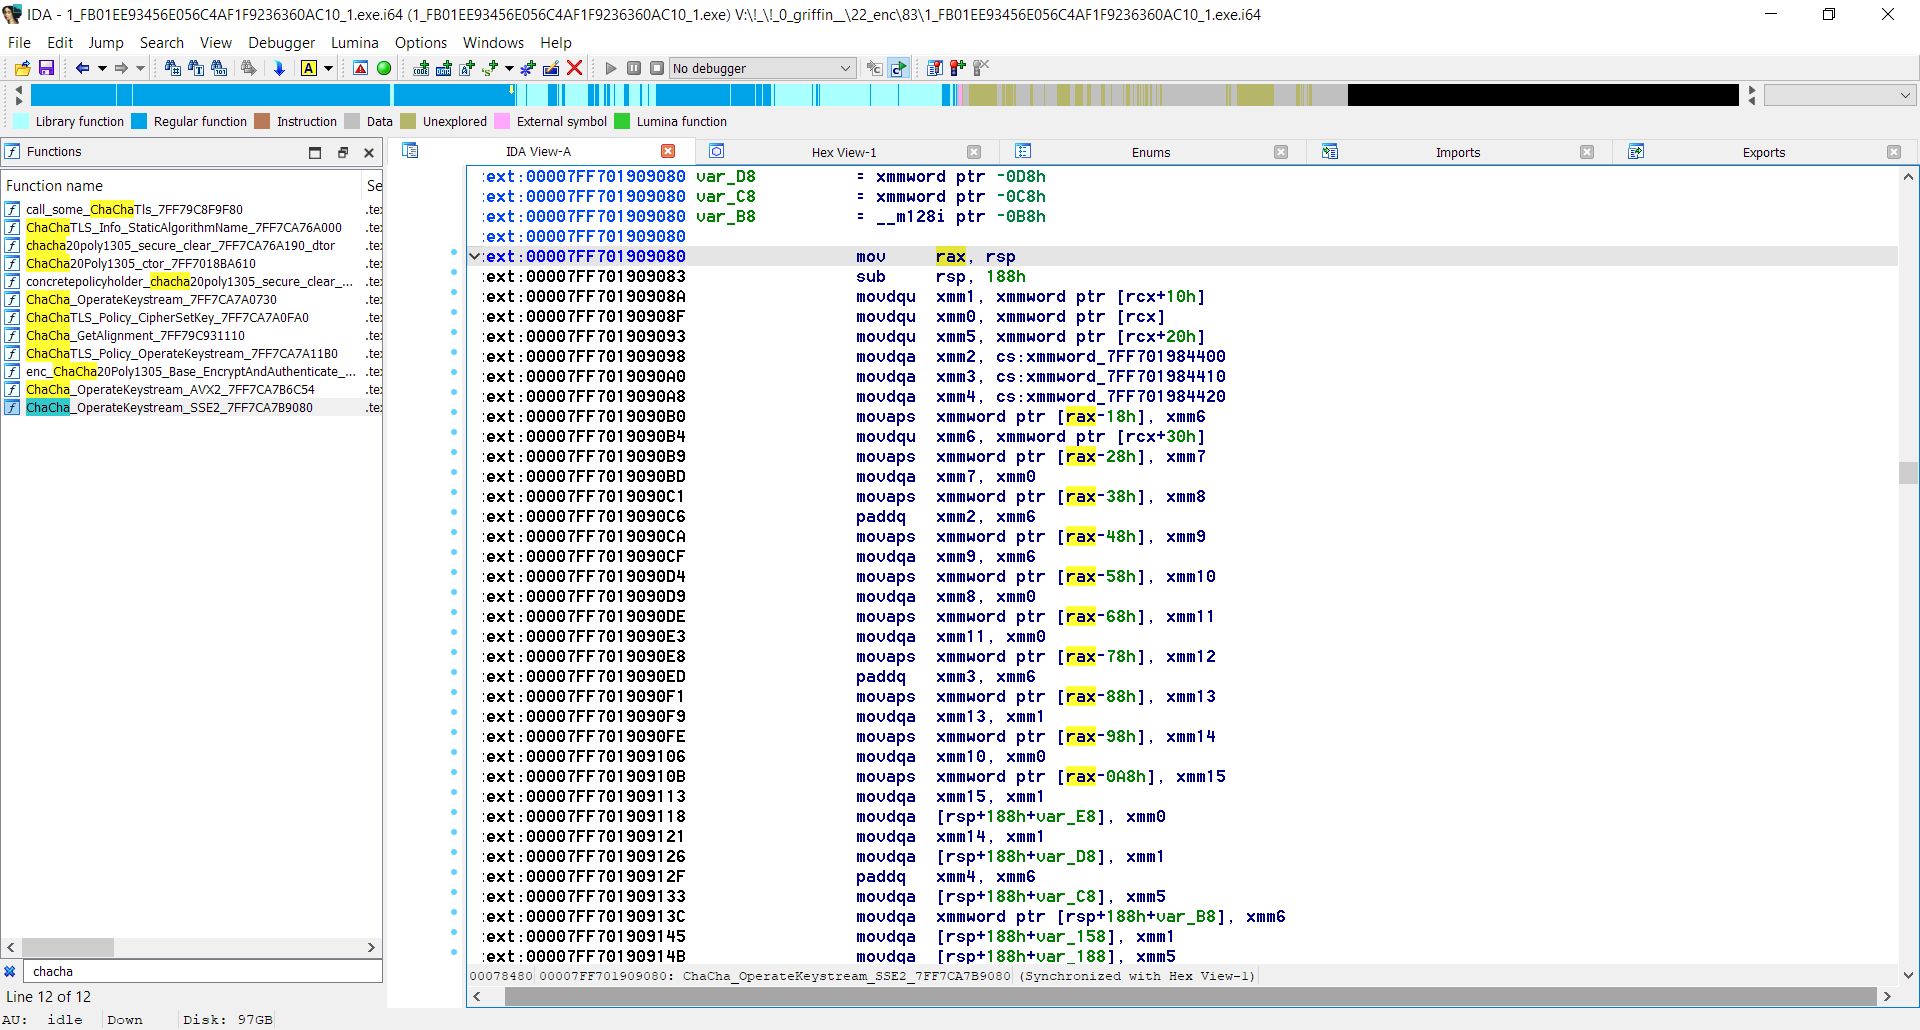 IDA - 1_FB01EE93456E056C4AF1F9236360AC10_1.exe.i64 (1_FB01EE93456E056C4AF1F9236360AC10_1.exe) V:\!_\!_0_griffin__\22_enc\83\1_FB01EE93456E056C4AF1F9236360AC10_1.exe.i64
File Edit Jump Search View Debugger Lumina Options Windows Help
No debugger
Library function Regular function Instruction Data Unexplored External symbol Lumina function
Functions
Function name Se
call_some_ChaChaTls_7FF79C8F9F80 .te
ChaChaTLS_Info_StaticAlgorithmName_7FF7CA76A000 .te
chacha20poly1305_secure_clear_7FF7CA76A190_dtor .te
ChaCha20Poly1305_ctor_7FF7018BA610 .te
concretepolicyholder_chacha20poly1305_secure_clear_... .te
ChaCha_OperateKeystream_7FF7CA7A0730 .te
ChaChaTLS_Policy_CipherSetKey_7FF7CA7A0FA0 .te
ChaCha_GetAlignment_7FF79C931110 .te
ChaChaTLS_Policy_OperateKeystream_7FF7CA7A11B0 .te
enc_ChaCha20Poly1305_Base_EncryptAndAuthenticate_... .te
ChaCha_OperateKeystream_AVX2_7FF7CA7B6C54 .te
ChaCha_OperateKeystream_SSE2_7FF7CA7B9080 .te
chacha
Line 12 of 12
IDA View-A Hex View-1 Enums Imports Exports
:ext:00007FF701909080 var_D8 = xmmword ptr -0D8h
:ext:00007FF701909080 var_C8 = xmmword ptr -0C8h
:ext:00007FF701909080 var_B8 = __m128i ptr -0B8h
:ext:00007FF701909080
:ext:00007FF701909080 mov rax, rsp
:ext:00007FF701909083 sub rsp, 188h
:ext:00007FF70190908A movdqu xmm1, xmmword ptr [rcx+10h]
:ext:00007FF70190908F movdqu xmm0, xmmword ptr [rcx]
:ext:00007FF701909093 movdqu xmm5, xmmword ptr [rcx+20h]
:ext:00007FF701909098 movdqa xmm2, cs:xmmword_7FF701984400
:ext:00007FF7019090A0 movdqa xmm3, cs:xmmword_7FF701984410
:ext:00007FF7019090A8 movdqa xmm4, cs:xmmword_7FF701984420
:ext:00007FF7019090B0 movaps xmmword ptr [rax-18h], xmm6
:ext:00007FF7019090B4 movdqu xmm6, xmmword ptr [rcx+30h]
:ext:00007FF7019090B9 movaps xmmword ptr [rax-28h], xmm7
:ext:00007FF7019090BD movdqa xmm7, xmm0
:ext:00007FF7019090C1 movaps xmmword ptr [rax-38h], xmm8
:ext:00007FF7019090C6 paddq xmm2, xmm6
:ext:00007FF7019090CA movaps xmmword ptr [rax-48h], xmm9
:ext:00007FF7019090CF movdqa xmm9, xmm6
:ext:00007FF7019090D4 movaps xmmword ptr [rax-58h], xmm10
:ext:00007FF7019090D9 movdqa xmm8, xmm0
:ext:00007FF7019090DE movaps xmmword ptr [rax-68h], xmm11
:ext:00007FF7019090E3 movdqa xmm11, xmm0
:ext:00007FF7019090E8 movaps xmmword ptr [rax-78h], xmm12
:ext:00007FF7019090ED paddq xmm3, xmm6
:ext:00007FF7019090F1 movaps xmmword ptr [rax-88h], xmm13
:ext:00007FF7019090F9 movdqa xmm13, xmm1
:ext:00007FF7019090FE movaps xmmword ptr [rax-98h], xmm14
:ext:00007FF701909106 movdqa xmm10, xmm0
:ext:00007FF70190910B movaps xmmword ptr [rax-0A8h], xmm15
:ext:00007FF701909113 movdqa xmm15, xmm1
:ext:00007FF701909118 movdqa [rsp+188h+var_E8], xmm0
:ext:00007FF701909121 movdqa xmm14, xmm1
:ext:00007FF701909126 movdqa [rsp+188h+var_D8], xmm1
:ext:00007FF70190912F paddq xmm4, xmm6
:ext:00007FF701909133 movdqa [rsp+188h+var_C8], xmm5
:ext:00007FF70190913C movdqa xmmword ptr [rsp+188h+var_B8], xmm6
:ext:00007FF701909145 movdqa [rsp+188h+var_158], xmm1
:ext:00007FF70190914B movdqa [rsp+188h+var_188], xmm5
00078480 00007FF701909080: ChaCha_OperateKeystream_SSE2_7FF7CA7B9080 (Synchronized with Hex View-1)
AU: idle Down Disk: 97GB